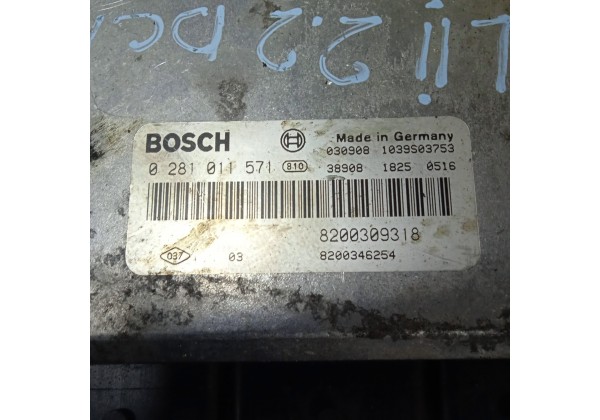 Lii 2.2 DCI
BOSCH Made in Germany
030908 1039S03753
0 281 011 571 810 38908 1825 0516
8200309318
037 03 8200346254